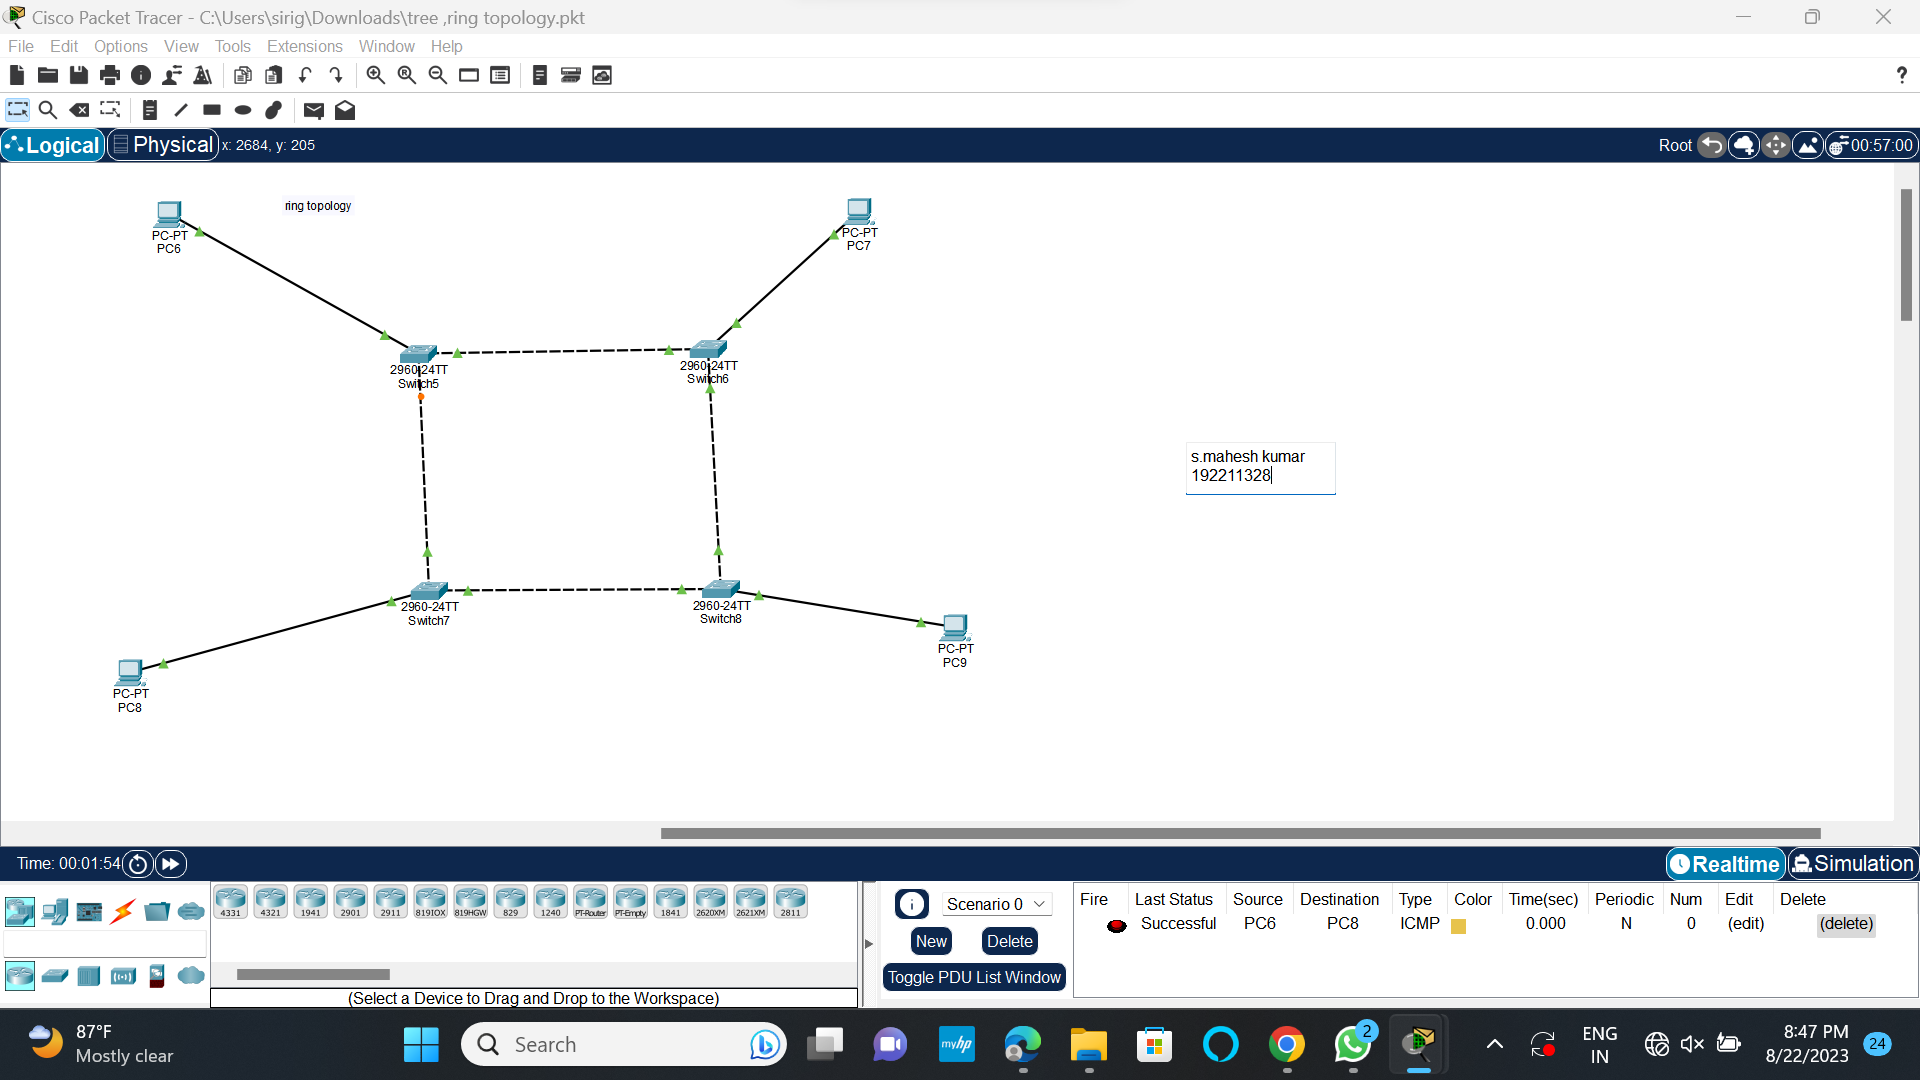 Cisco Packet Tracer - C:\Users\sirig\Downloads\tree ,ring topology.pkt
File Edit Options View Tools Extensions Window Help
?
Logical Physical x: 2684, y: 205 Root 00:57:00
ring topology
PC-PT
PC6
PC-PT
PC7
2960-24TT
Switch5
2960-24TT
Switch6
s.mahesh kumar
192211328
2960-24TT
Switch7
2960-24TT
Switch8
PC-PT
PC9
PC-PT
PC8
Time: 00:01:54 Realtime Simulation
4331 4321 1941 2901 2911 819IOX 819HGW 829 1240 PT-Router PT-Empty 1841 2620XM 2621XM 2811
(Select a Device to Drag and Drop to the Workspace)
Scenario 0
New Delete
Toggle PDU List Window
Fire Last Status Source Destination Type Color Time(sec) Periodic Num Edit Delete
Successful PC6 PC8 ICMP 0.000 N 0 (edit) (delete)
87°F
Mostly clear
Search
myhp
2
ENG
IN
8:47 PM
8/22/2023
24